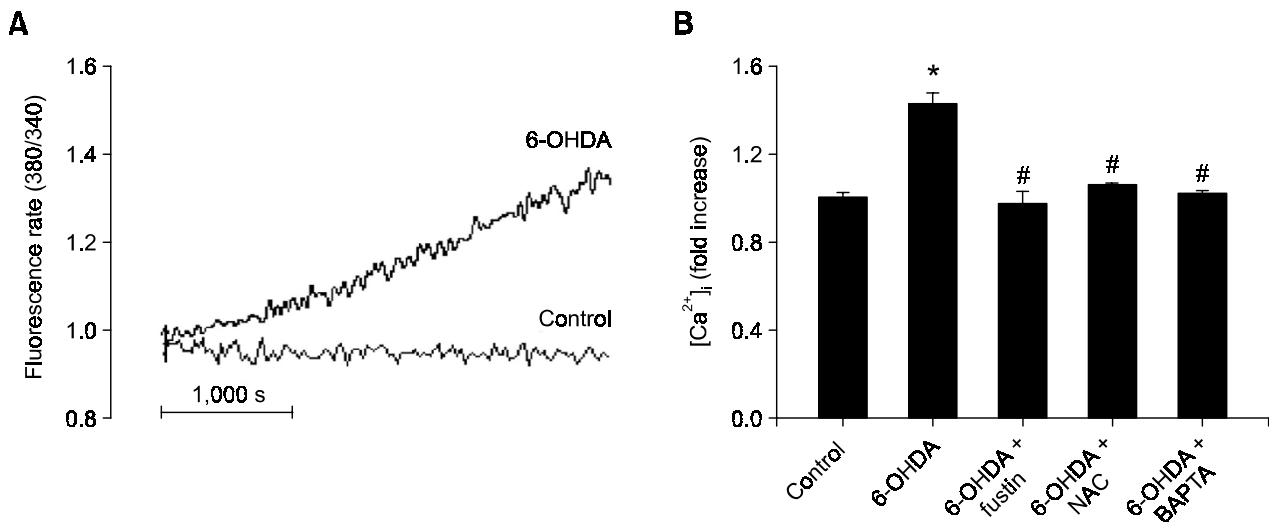 A
Fluorescence rate (380/340)
1.6
1.4
1.2
1.0
0.8
6-OHDA
Control
1,000 s
B
[Ca2+]i (fold increase)
1.6
1.2
0.8
0.4
0.0
*
#
#
#
Control
6-OHDA
6-OHDA +
fustin
6-OHDA +
NAC
6-OHDA +
BAPTA